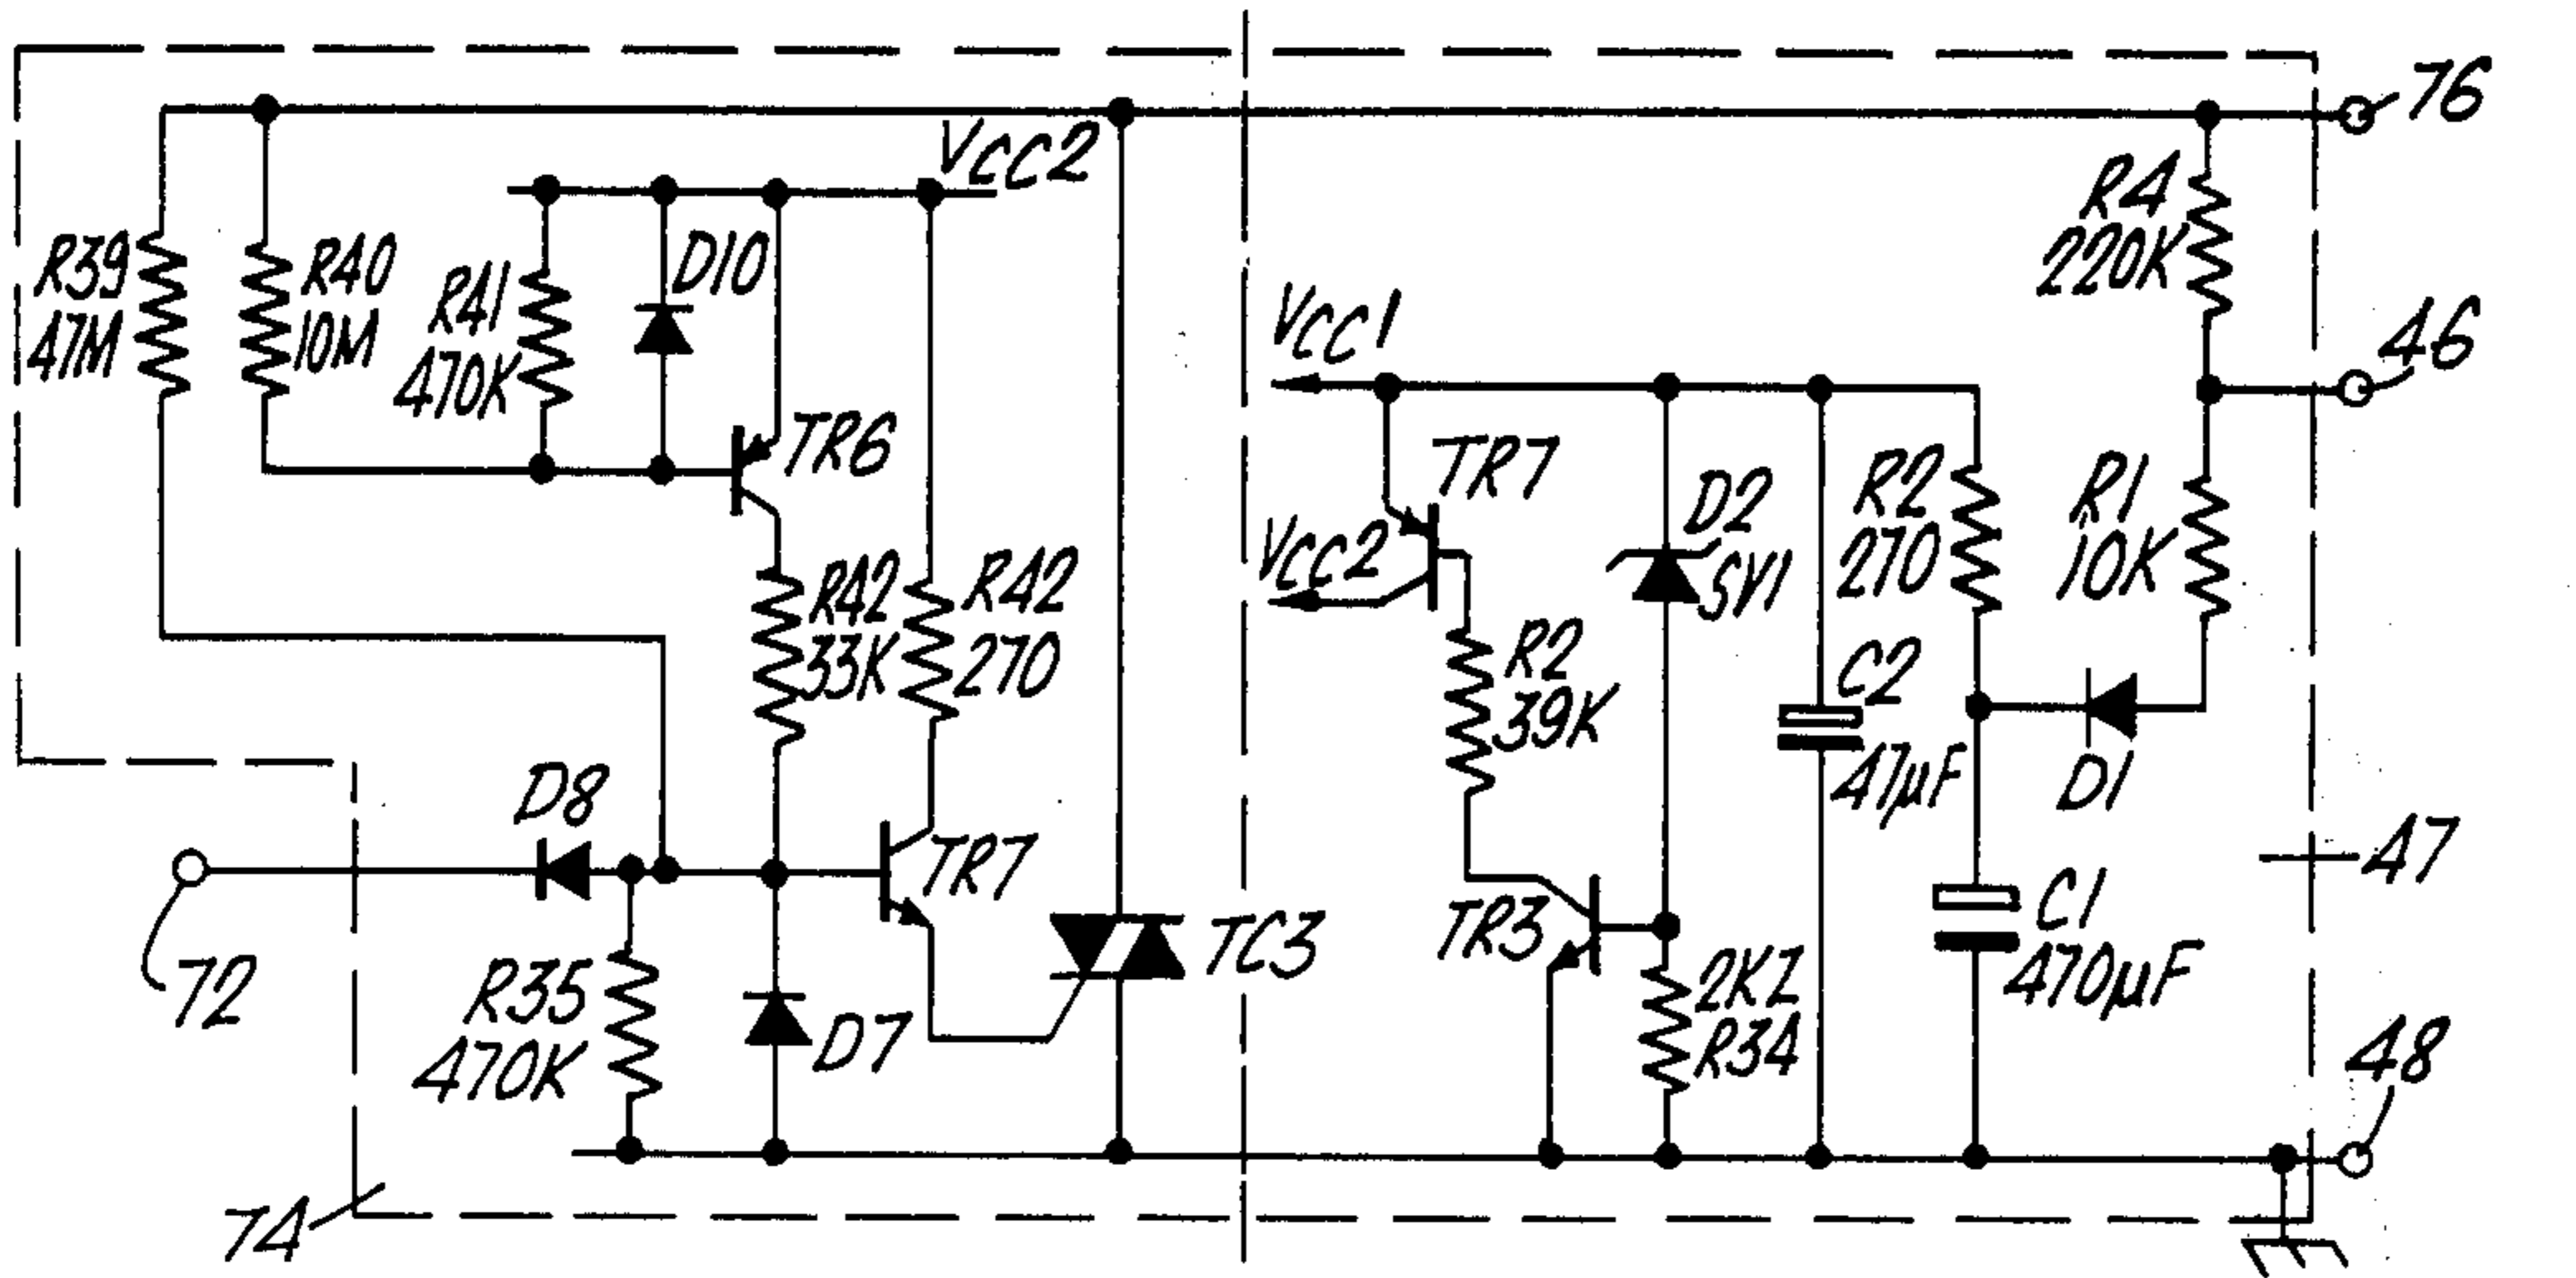 76
VCC2
R39
47M
R40
10M
R41
470K
D10
TR6
R4
220K
46
VCC1
TR7
VCC2
D2
5V1
R2
270
R1
10K
R42
33K
R42
270
R2
39K
C2
47µF
D1
D8
TR7
TC3
TR3
47
C1
470µF
72
R35
470K
D7
2K2
R34
48
74